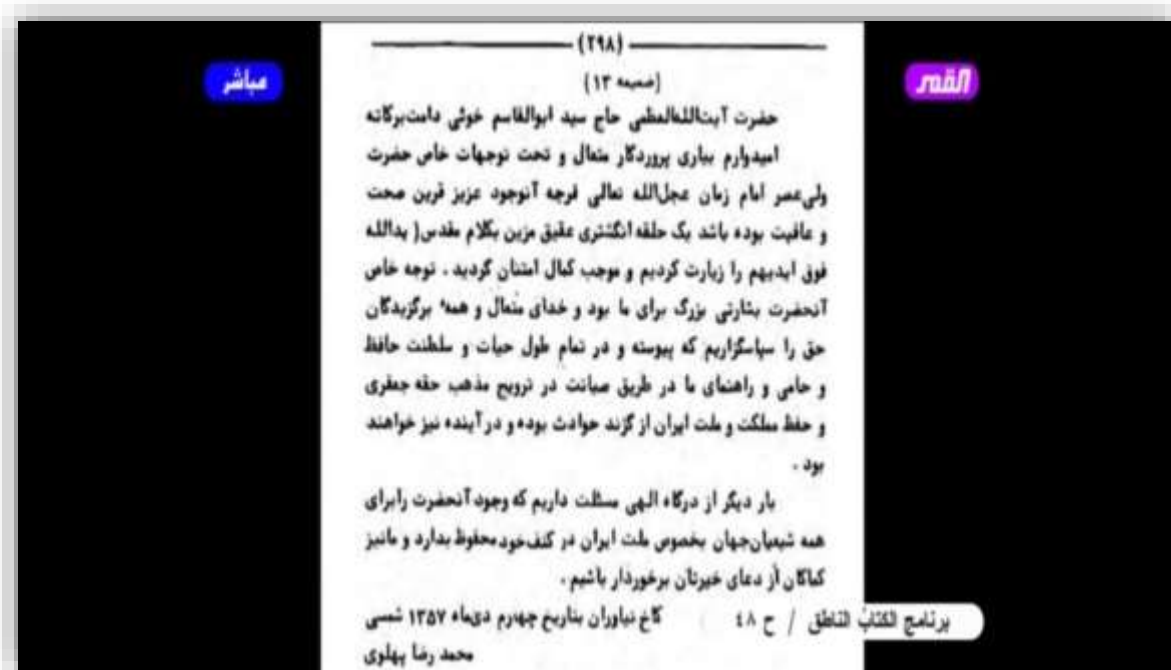 (۲۹۸)
مباشر
القمر
(ضمیمه ۱۳)
حضرت آیت‌الله‌العظمی حاج سید ابوالقاسم خوئی دامت‌برکاته
امیدوارم بیاری پروردگار متعال و تحت توجهات خاص حضرت
ولی‌عصر امام زمان عجل‌الله تعالی فرجه آنوجود عزیز قرین صحت
و عافیت بوده باشد یک حلقه انگشتری عقیق مزین بکلام مقدس( یدالله
فوق ایدیهم را زیارت کردیم و موجب کمال امتنان گردید . توجه خاص
آنحضرت بشارتی بزرگ برای ما بود و خدای متعال و همهٔ برگزیدگان
حق را سپاسگزاریم که پیوسته و در تمام طول حیات و سلطنت حافظ
و حامی و راهنمای ما در طریق صیانت در ترویج مذهب حقه جعفری
و حفظ مملکت و ملت ایران از گزند حوادث بوده و در آینده نیز خواهند
بود .
بار دیگر از درگاه الهی مسئلت داریم که وجود آنحضرت رابرای
همه شیعیان‌جهان بخصوص ملت ایران در کنف‌خود‌محفوظ بدارد و مانیز
کماکان از دعای خیرتان برخوردار باشیم .
کاخ نیاوران بتاریخ چهارم دی‌ماه ۱۳۵۷ شمسی
محمد رضا پهلوی
برنامج الكتابُ الناطق / ح ٤٨